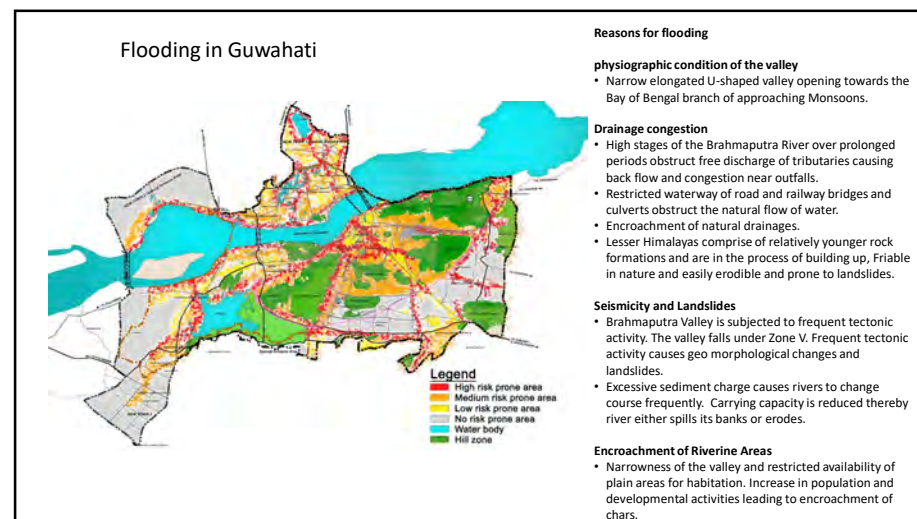 Flooding in Guwahati
Legend
High risk prone area
Medium risk prone area
Low risk prone area
No risk prone area
Water body
Hill zone
Reasons for flooding
physiographic condition of the valley
• Narrow elongated U-shaped valley opening towards the
Bay of Bengal branch of approaching Monsoons.
Drainage congestion
• High stages of the Brahmaputra River over prolonged
periods obstruct free discharge of tributaries causing
back flow and congestion near outfalls.
• Restricted waterway of road and railway bridges and
culverts obstruct the natural flow of water.
• Encroachment of natural drainages.
• Lesser Himalayas comprise of relatively younger rock
formations and are in the process of building up, Friable
in nature and easily erodible and prone to landslides.
Seismicity and Landslides
• Brahmaputra Valley is subjected to frequent tectonic
activity. The valley falls under Zone V. Frequent tectonic
activity causes geo morphological changes and
landslides.
• Excessive sediment charge causes rivers to change
course frequently.  Carrying capacity is reduced thereby
river either spills its banks or erodes.
Encroachment of Riverine Areas
• Narrowness of the valley and restricted availability of
plain areas for habitation. Increase in population and
developmental activities leading to encroachment of
chars.